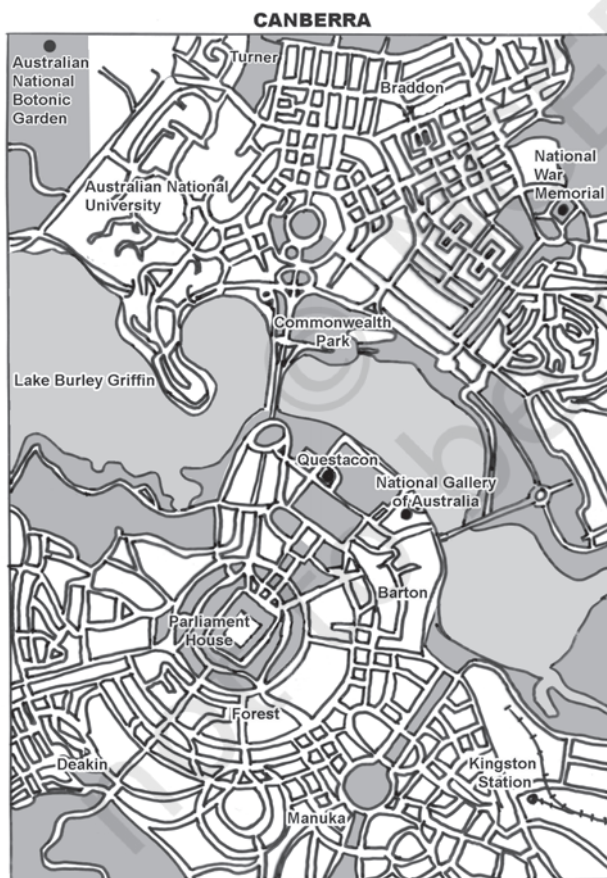 CANBERRA
Turner
Australian
National
Botonic
Garden
Braddon
National
War
Memorial
Australian National
University
Commonwealth
Park
Lake Burley Griffin
Questacon
National Gallery
of Australia
Barton
Parliament
House
Forest
Deakin
Kingston
Station
Manuka